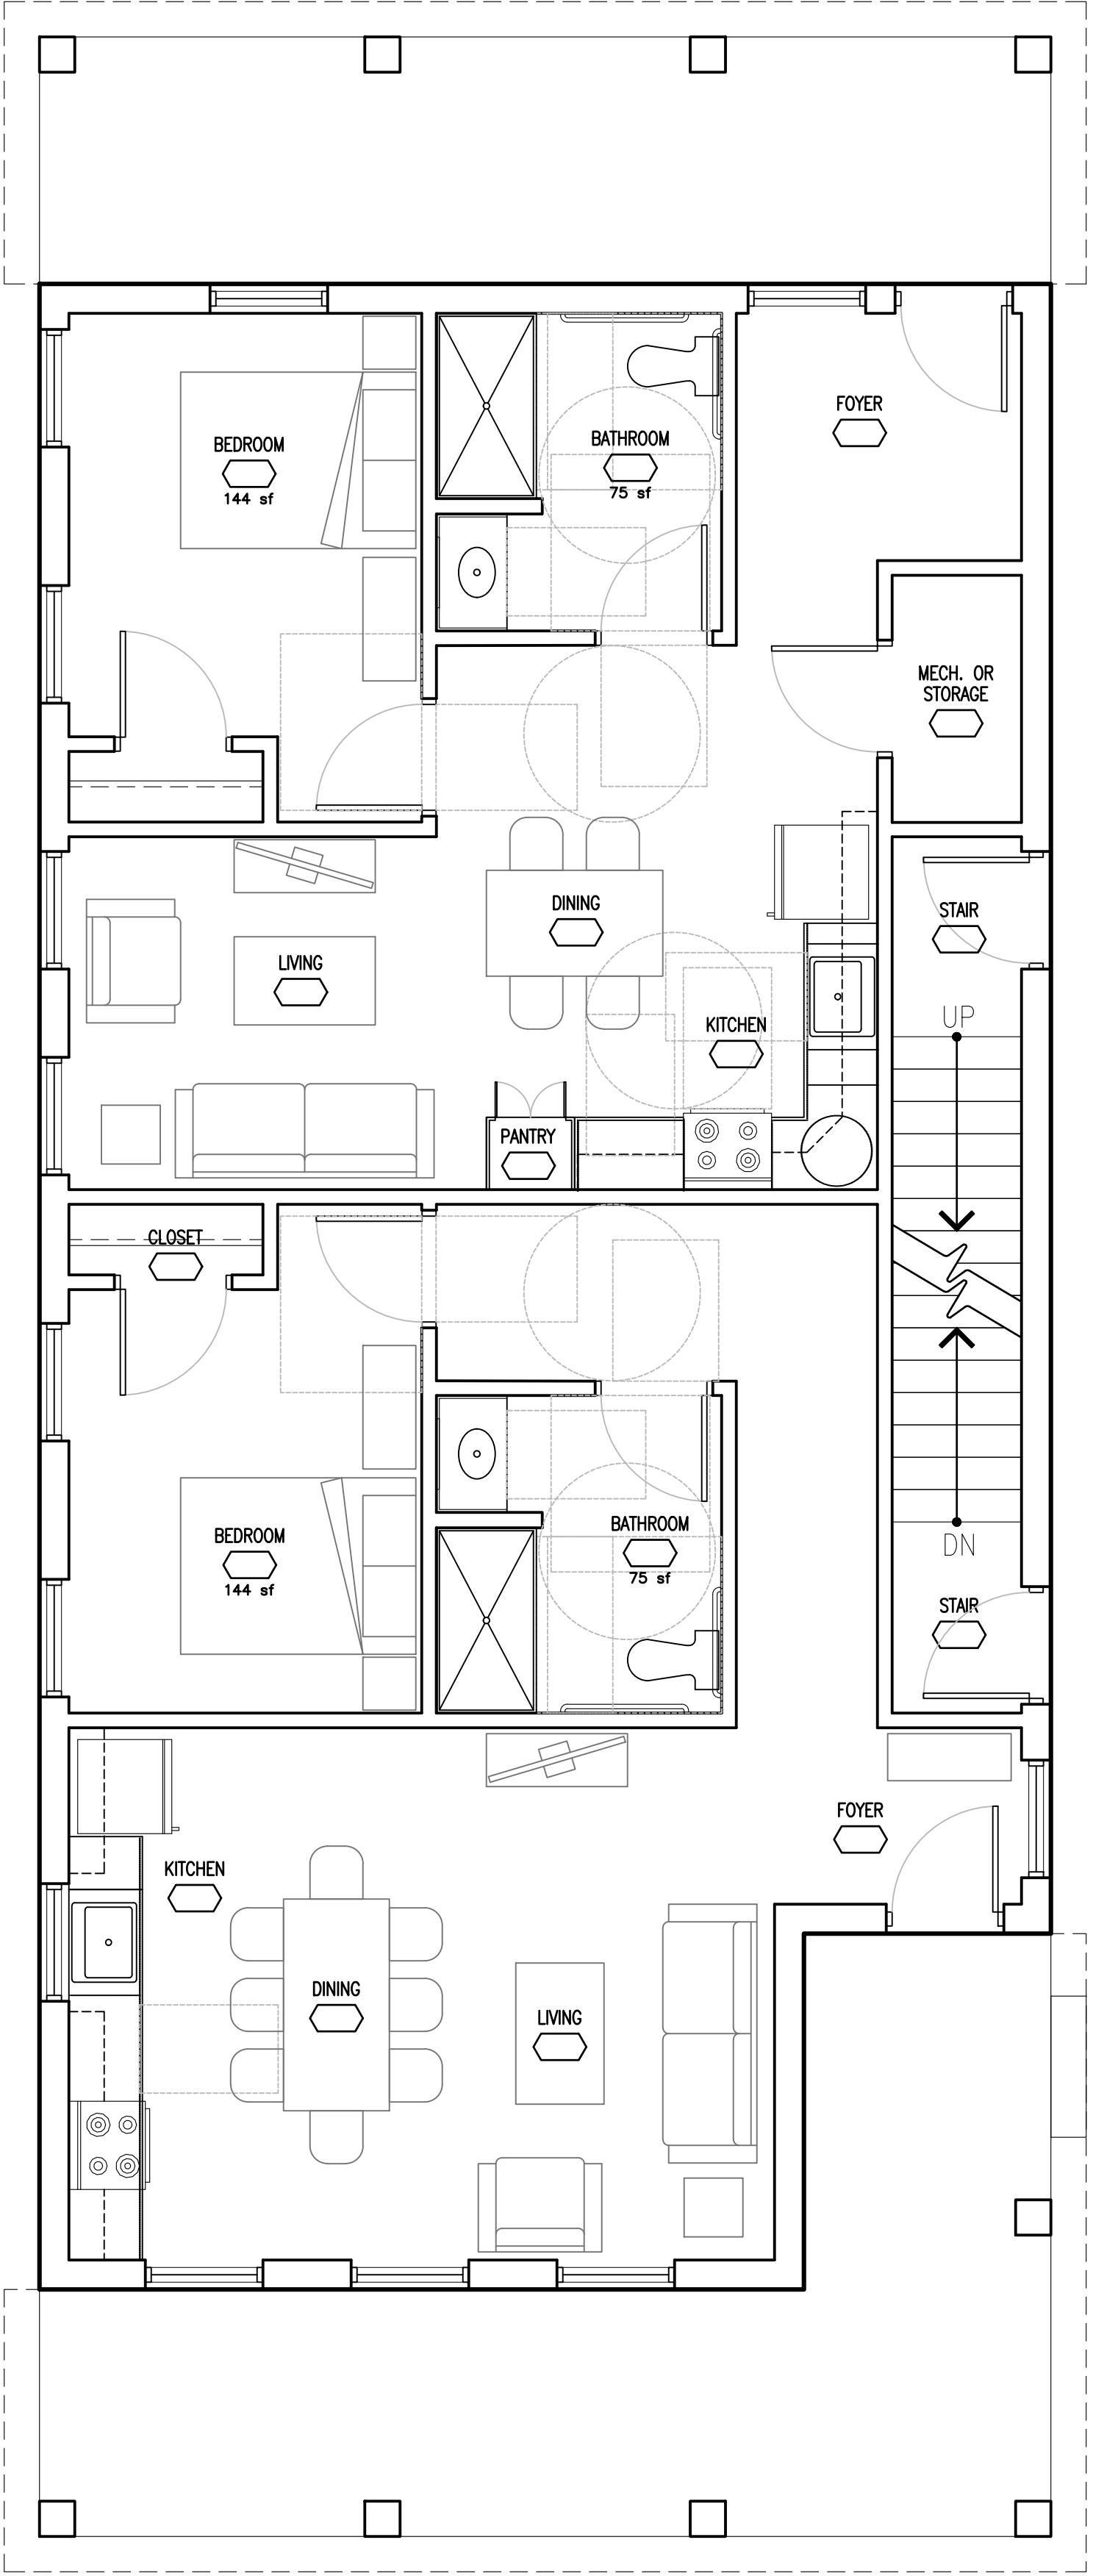 FOYER
BATHROOM
75 sf
BEDROOM
144 sf
MECH. OR
STORAGE
DINING
STAIR
LIVING
UP
KITCHEN
PANTRY
CLOSET
BATHROOM
75 sf
BEDROOM
144 sf
DN
STAIR
FOYER
KITCHEN
DINING
LIVING